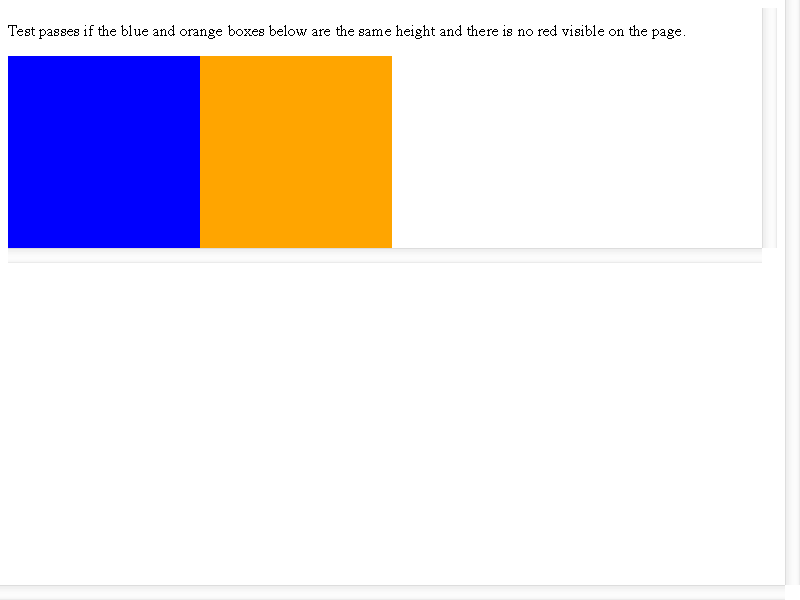 Test passes if the blue and orange boxes below are the same height and there is no red visible on the page.